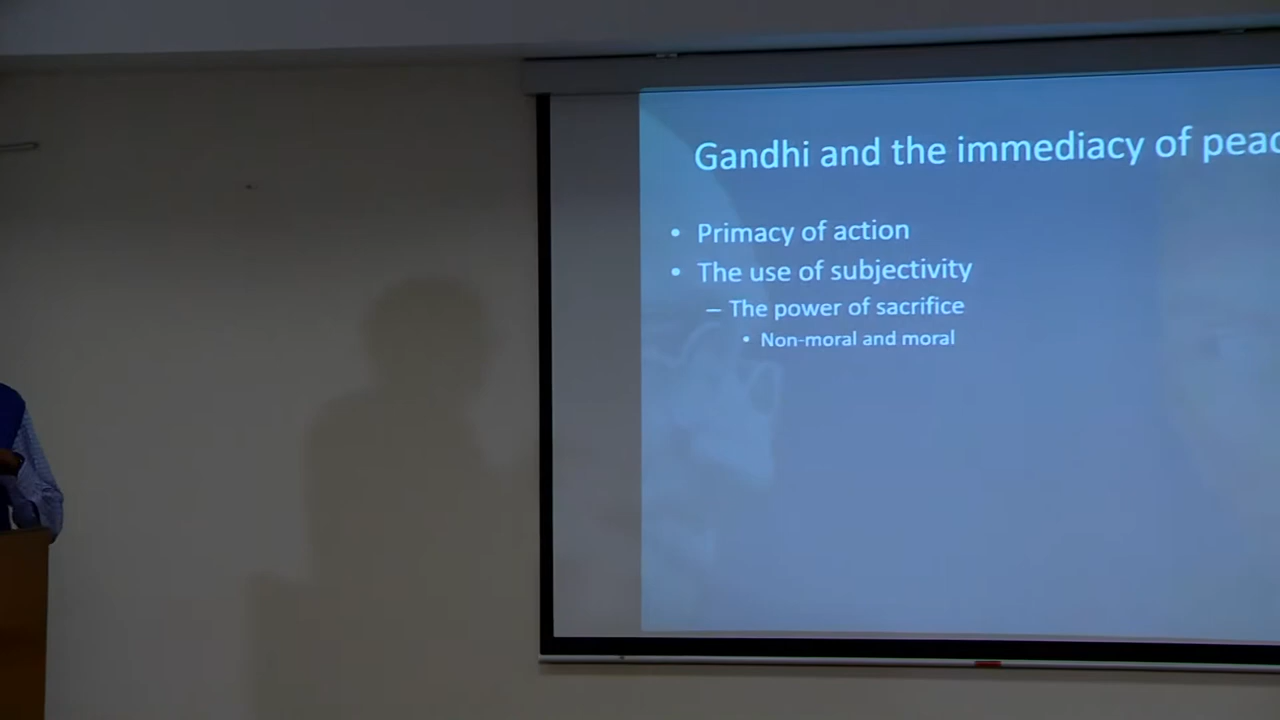 Gandhi and the immediacy of
• Primacy of action
• The use of subjectivity
– The power of sacrifice
• Non-moral and moral